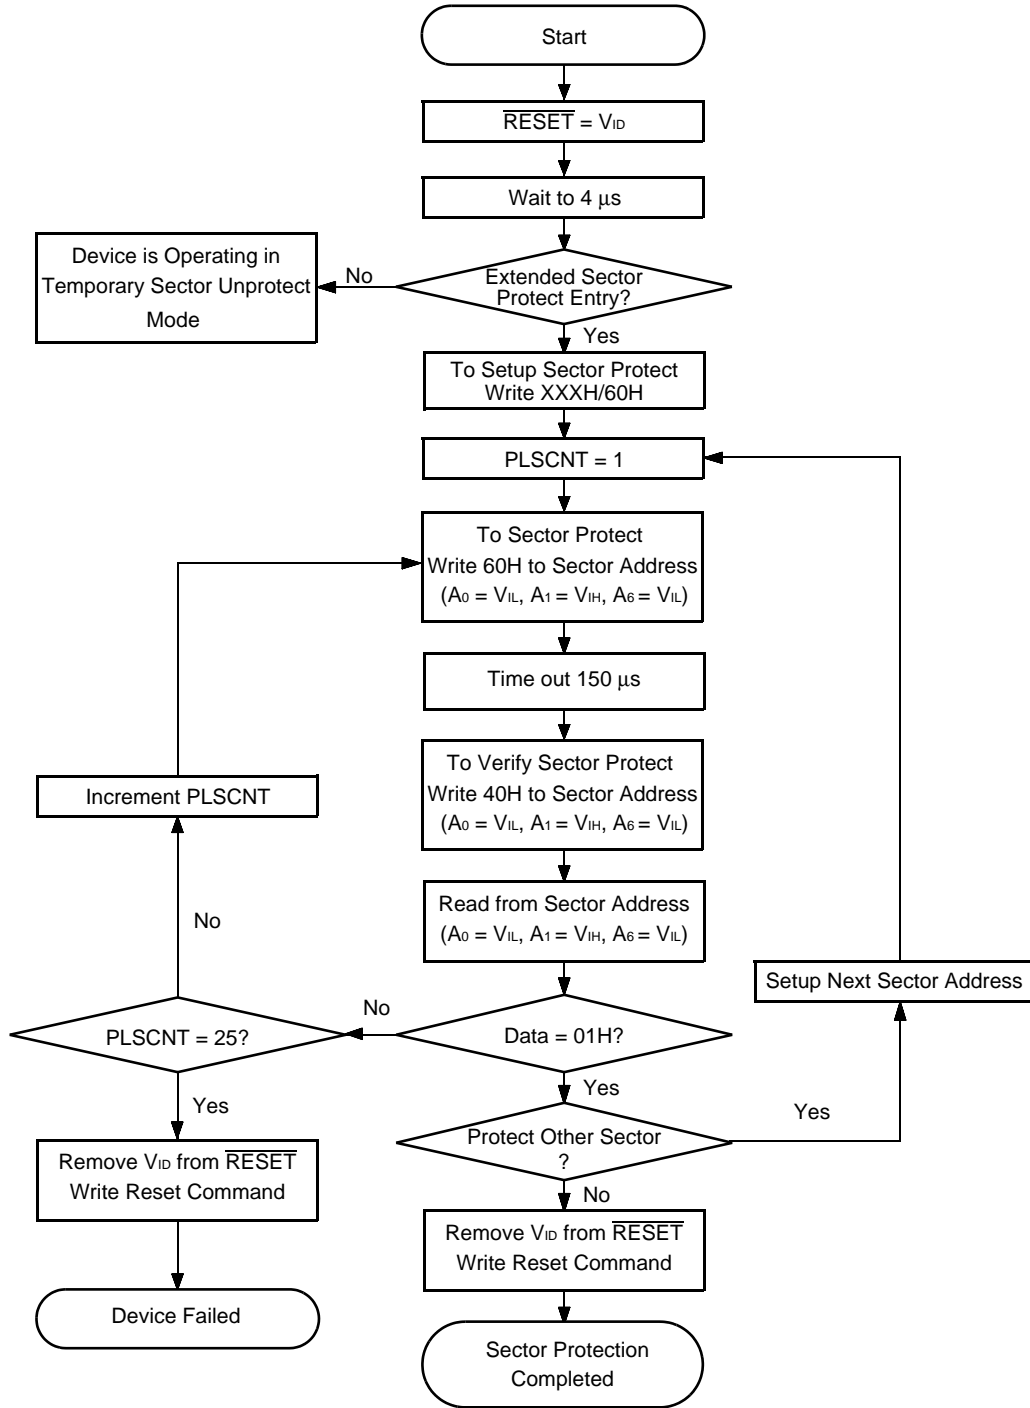 Start
RESET = VID
Wait to 4 μs
Device is Operating in
Temporary Sector Unprotect
Mode
No
Extended Sector
Protect Entry?
Yes
To Setup Sector Protect
Write XXXH/60H
PLSCNT = 1
To Sector Protect
Write 60H to Sector Address
(A0 = VIL, A1 = VIH, A6 = VIL)
Time out 150 μs
To Verify Sector Protect
Write 40H to Sector Address
(A0 = VIL, A1 = VIH, A6 = VIL)
Increment PLSCNT
Read from Sector Address
(A0 = VIL, A1 = VIH, A6 = VIL)
No
Setup Next Sector Address
No
PLSCNT = 25?
Data = 01H?
Yes
Yes
Yes
Protect Other Sector
?
Remove VID from RESET
Write Reset Command
No
Remove VID from RESET
Write Reset Command
Device Failed
Sector Protection
Completed